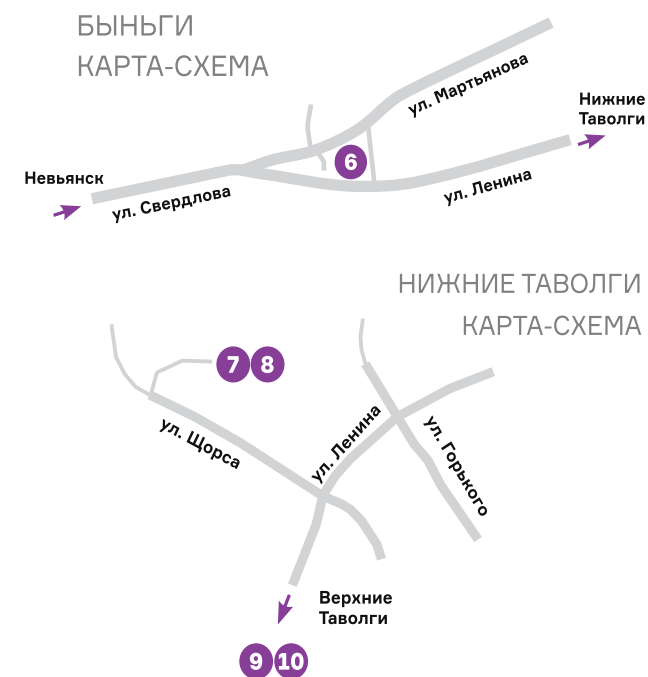 БЫНЬГИ
КАРТА-СХЕМА
ул. Мартьянова
Нижние
Таволги
6
Невьянск
ул. Свердлова
ул. Ленина
НИЖНИЕ ТАВОЛГИ
КАРТА-СХЕМА
7 8
ул. Щорса
ул. Ленина
ул. Горького
Верхние
Таволги
9 10